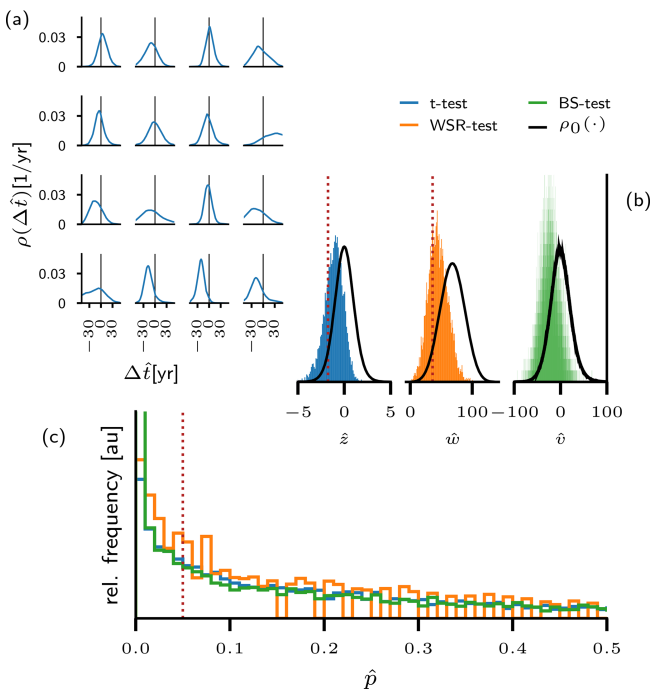 (a)
0.03
0
0.03
0
0.03
0
0.03
0
ρ(Δt̂)[1/yr]
−30 0 30 −30 0 30 −30 0 30 −30 0 30
Δt̂[yr]
t-test BS-test
WSR-test ρ0(·)
(b)
−5 0 5 0 100 −100 0 100
ẑ ŵ v̂
(c)
rel. frequency [au]
0.0 0.1 0.2 0.3 0.4 0.5
p̂